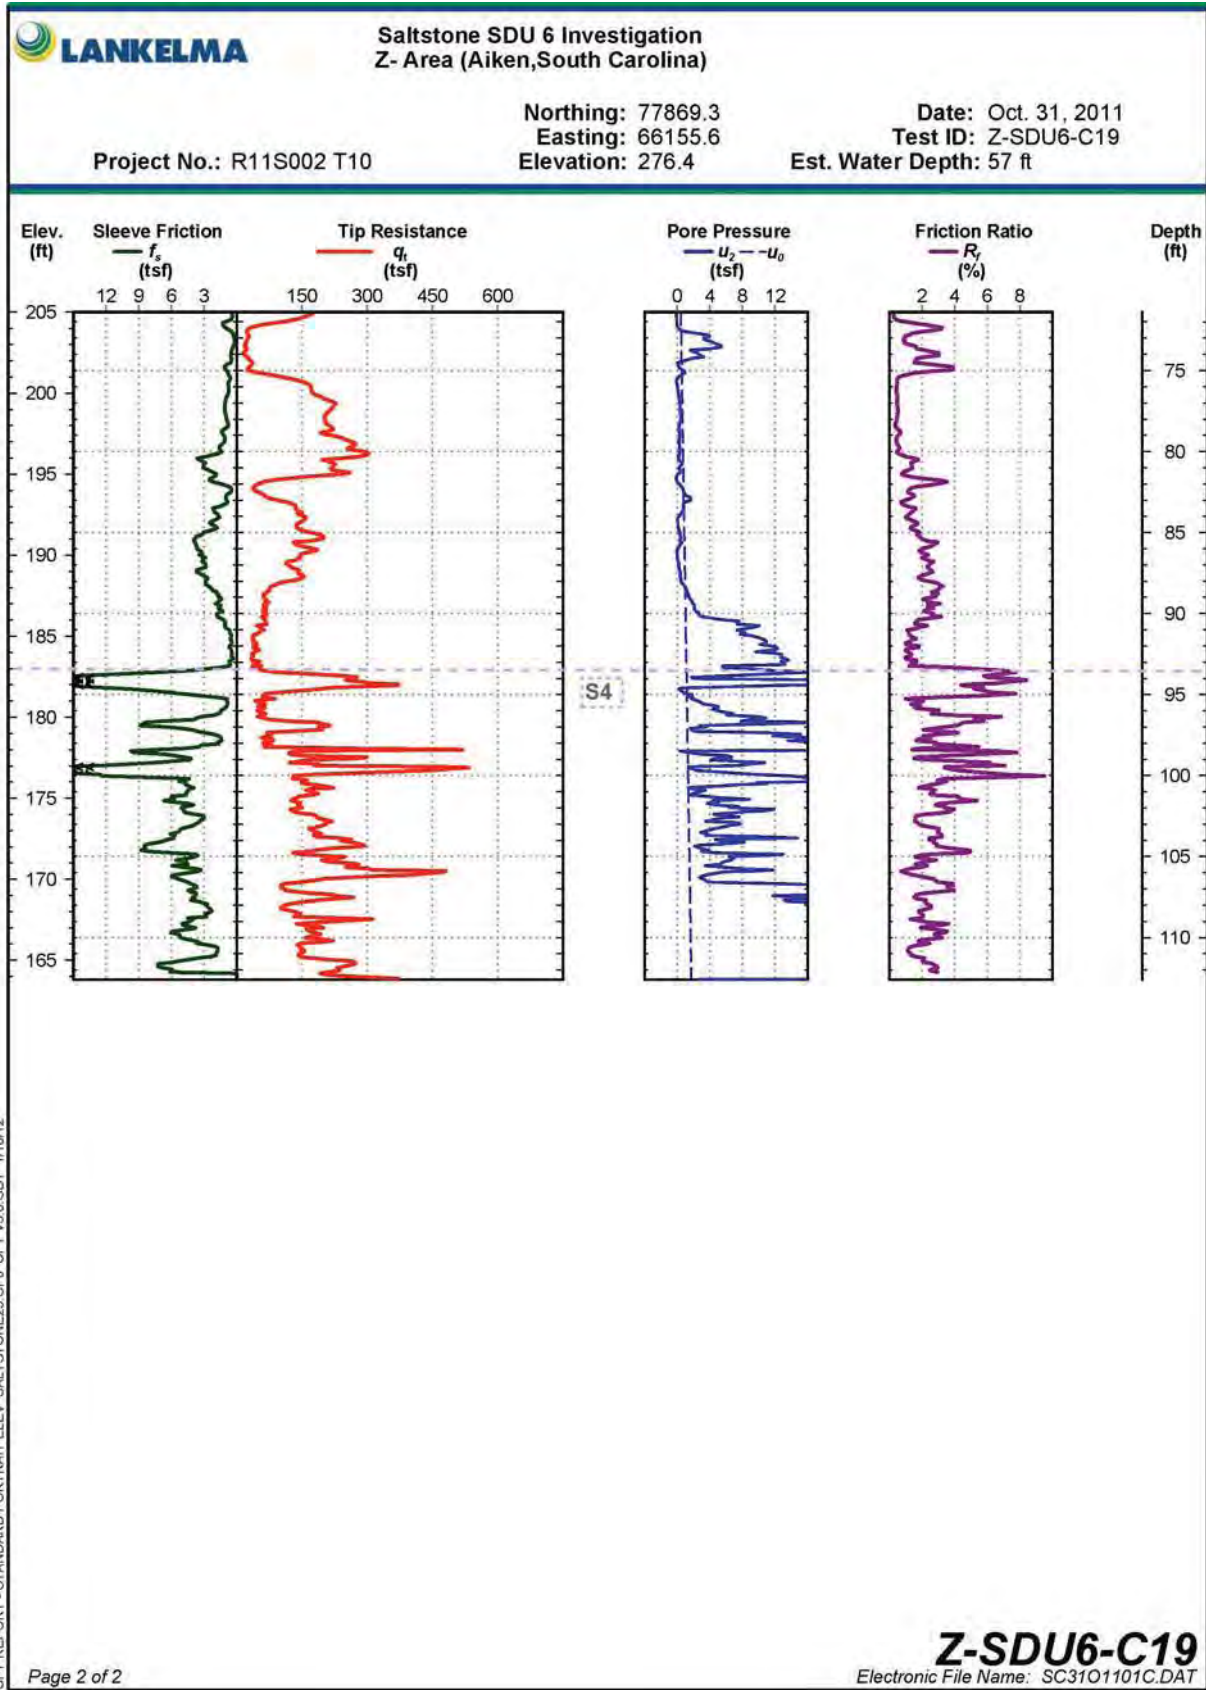 LANKELMA
Saltstone SDU 6 Investigation
Z- Area (Aiken,South Carolina)
Northing: 77869.3
Date: Oct. 31, 2011
Easting: 66155.6
Test ID: Z-SDU6-C19
Project No.: R11S002 T10
Elevation: 276.4
Est. Water Depth: 57 ft
Elev. (ft)
Sleeve Friction
fs
(tsf)
Tip Resistance
qt
(tsf)
Pore Pressure
u2 u0
(tsf)
Friction Ratio
Rf
(%)
Depth (ft)
12 9 6 3
150 300 450 600
0 4 8 12
2 4 6 8
205
200
195
190
185
180
175
170
165
S4
75
80
85
90
95
100
105
110
Z-SDU6-C19
Page 2 of 2
Electronic File Name: SC31O1101C.DAT